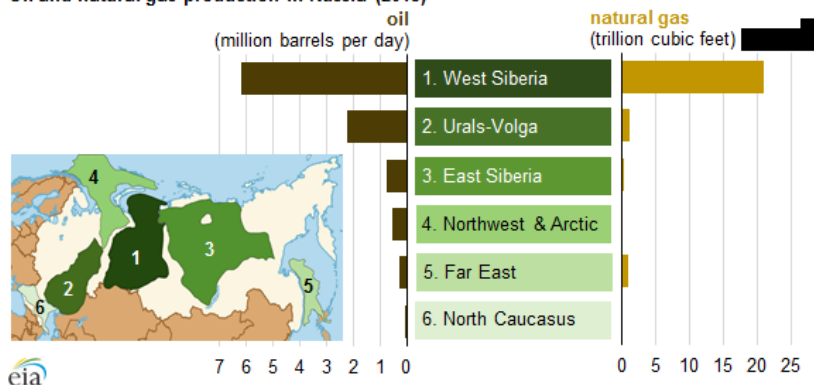 oil
(million barrels per day)
natural gas
(trillion cubic feet)
1. West Siberia
2. Urals-Volga
3. East Siberia
4. Northwest & Arctic
5. Far East
6. North Caucasus
4
1
2
3
5
6
7 6 5 4 3 2 1 0
0 5 10 15 20 25
eia